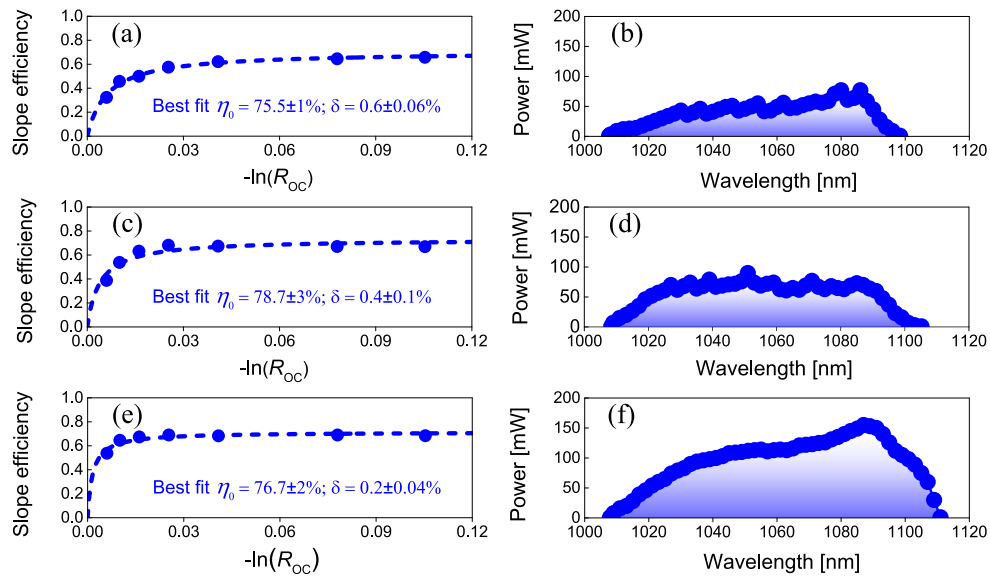 (a)
Slope efficiency
1.0
0.8
0.6
0.4
0.2
0.0
Best fit η₀ = 75.5±1%; δ = 0.6±0.06%
0.00 0.03 0.06 0.09 0.12
-ln(R_OC)
(b)
Power [mW]
200
150
100
50
0
1000 1020 1040 1060 1080 1100 1120
Wavelength [nm]
(c)
Slope efficiency
1.0
0.8
0.6
0.4
0.2
0.0
Best fit η₀ = 78.7±3%; δ = 0.4±0.1%
0.00 0.03 0.06 0.09 0.12
-ln(R_OC)
(d)
Power [mW]
200
150
100
50
0
1000 1020 1040 1060 1080 1100 1120
Wavelength [nm]
(e)
Slope efficiency
1.0
0.8
0.6
0.4
0.2
0.0
Best fit η₀ = 76.7±2%; δ = 0.2±0.04%
0.00 0.03 0.06 0.09 0.12
-ln(R_OC)
(f)
Power [mW]
200
150
100
50
0
1000 1020 1040 1060 1080 1100 1120
Wavelength [nm]